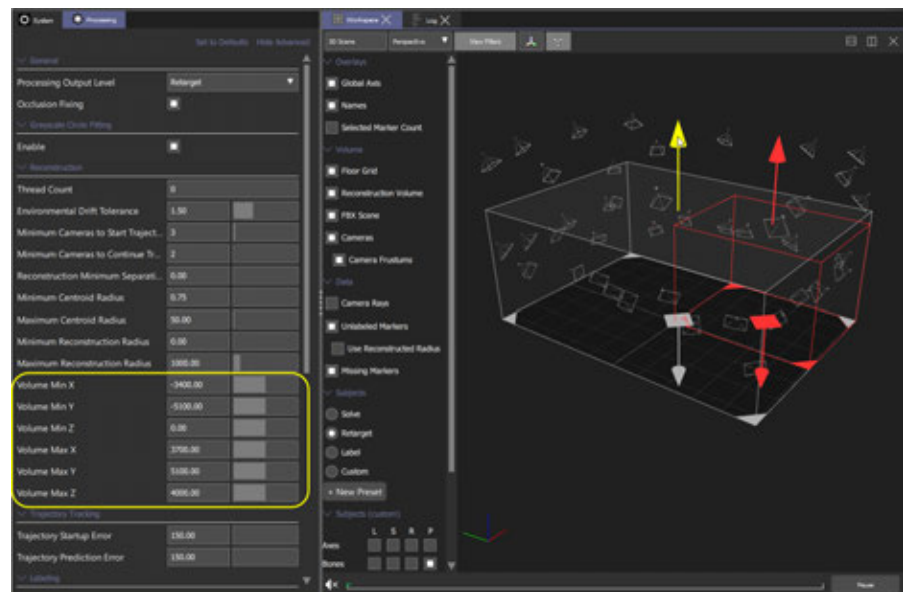 System
Processing
Workspace
Log
Set to Defaults
Hide Advanced
3D Scene
Perspective
View Filters
General
Processing Output Level
Retarget
Occlusion Fixing
Greyscale Circle Fitting
Enable
Reconstruction
Thread Count
0
Environmental Drift Tolerance
1.50
Minimum Cameras to Start Traject...
3
Minimum Cameras to Continue Tr...
2
Reconstruction Minimum Separati...
0.00
Minimum Centroid Radius
0.75
Maximum Centroid Radius
50.00
Minimum Reconstruction Radius
0.00
Maximum Reconstruction Radius
1000.00
Volume Min X
-3400.00
Volume Min Y
-5100.00
Volume Min Z
0.00
Volume Max X
3700.00
Volume Max Y
5100.00
Volume Max Z
4000.00
Trajectory Tracking
Trajectory Startup Error
150.00
Trajectory Prediction Error
150.00
Labeling
Overlays
Global Axis
Names
Selected Marker Count
Volume
Floor Grid
Reconstruction Volume
FBX Scene
Cameras
Camera Frustums
Data
Camera Rays
Unlabeled Markers
Use Reconstructed Radius
Missing Markers
Subjects
Solve
Retarget
Label
Custom
+ New Preset
Subjects (custom)
L S R P
Axes
Bones
Pause